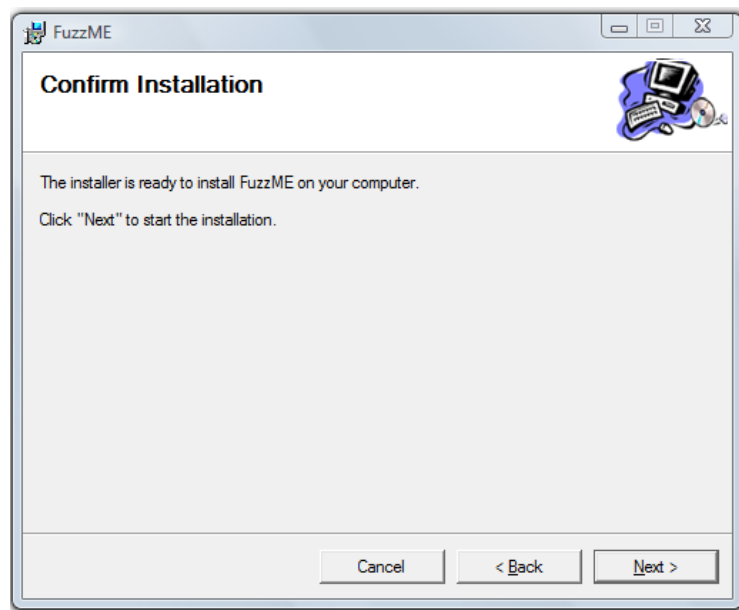 FuzzME
Confirm Installation
The installer is ready to install FuzzME on your computer.
Click "Next" to start the installation.
Cancel
< Back
Next >